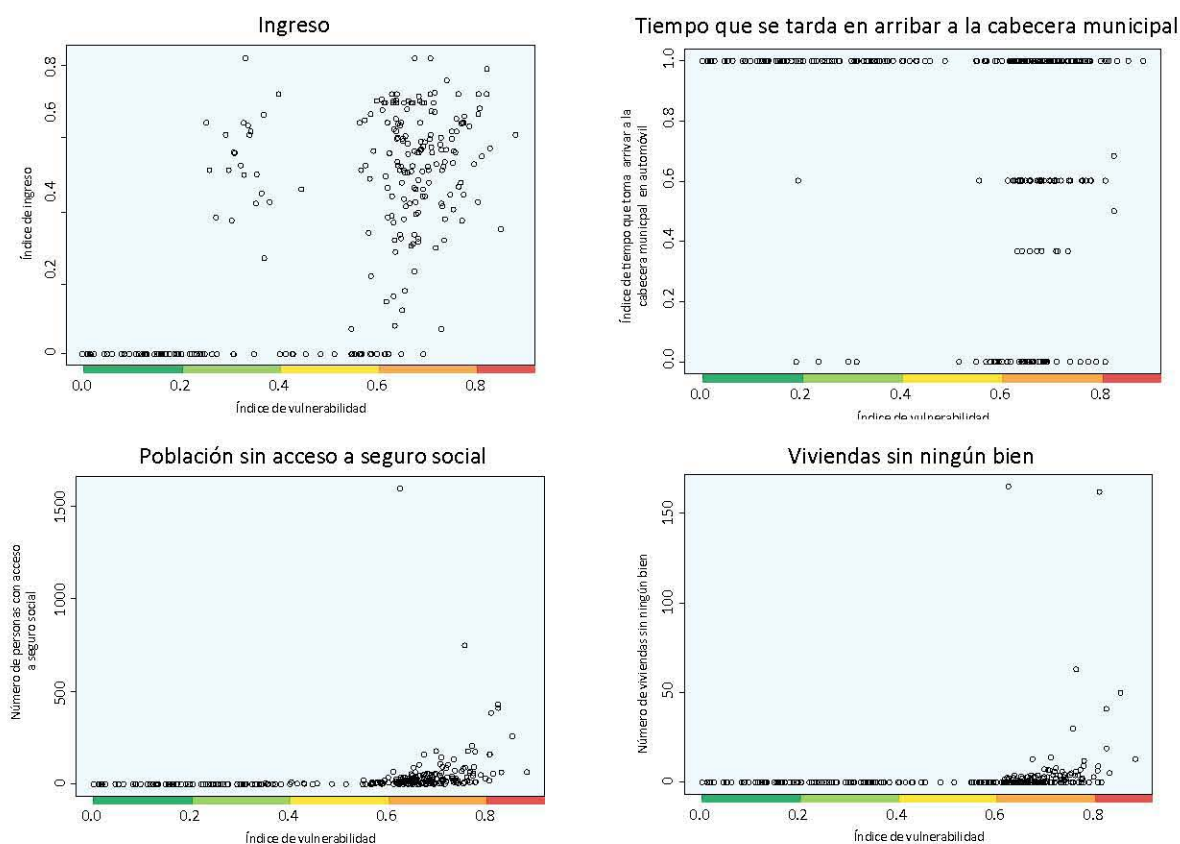 Ingreso
Índice de ingreso
0.8
0.6
0.4
0.2
0
0.0 0.2 0.4 0.6 0.8
Índice de vulnerabilidad
Tiempo que se tarda en arribar a la cabecera municipal
Índice de tiempo que toma arrivar a la
cabecera municpal en automóvil
1.0
0.8
0.6
0.4
0.2
0.0
0.0 0.2 0.4 0.6 0.8
Índice de vulnerabilidad
Población sin acceso a seguro social
Número de personas con acceso
a seguro social
1500
1000
500
0
0.0 0.2 0.4 0.6 0.8
Índice de vulnerabilidad
Viviendas sin ningún bien
Número de viviendas sin ningún bien
150
100
50
0
0.0 0.2 0.4 0.6 0.8
Índice de vulnerabilidad